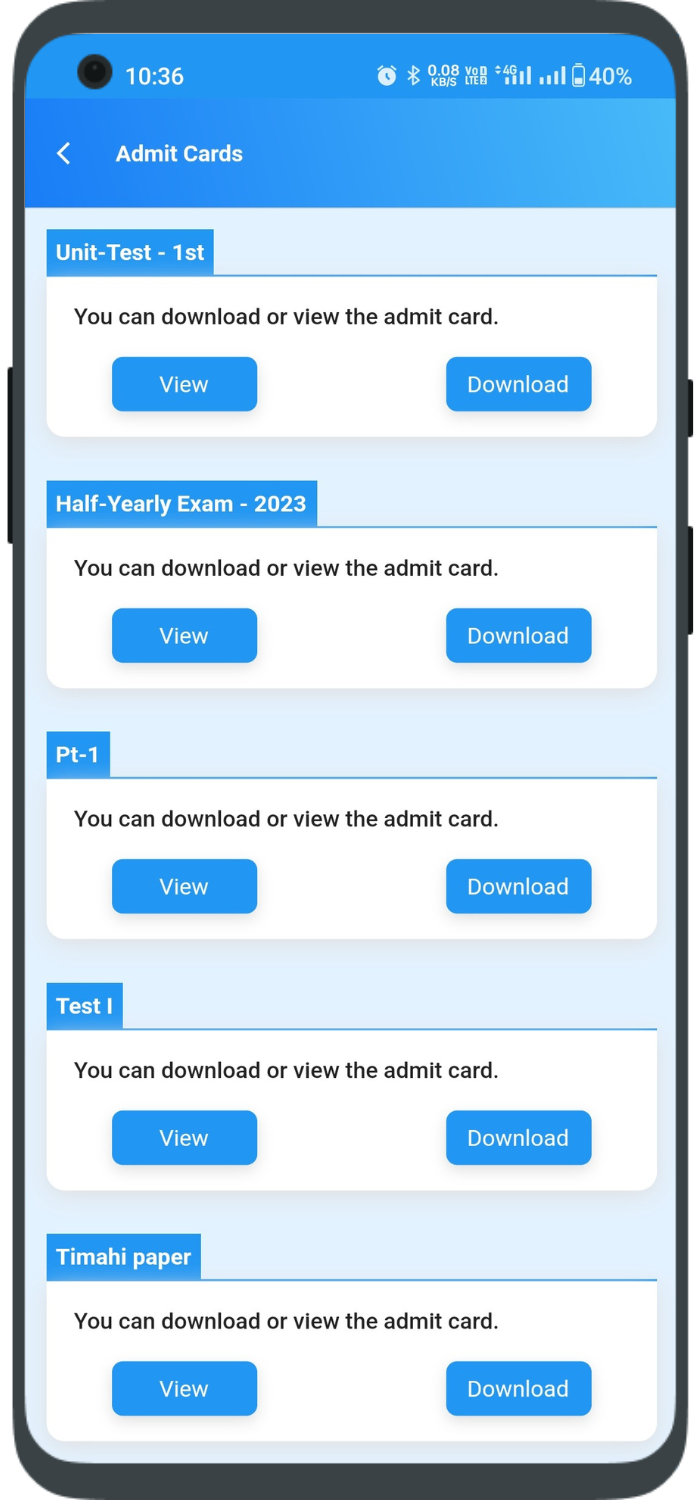 10:36
0.08 KB/S VoD LTE 2 4G 40%
Admit Cards
Unit-Test - 1st
You can download or view the admit card.
View Download
Half-Yearly Exam - 2023
You can download or view the admit card.
View Download
Pt-1
You can download or view the admit card.
View Download
Test I
You can download or view the admit card.
View Download
Timahi paper
You can download or view the admit card.
View Download